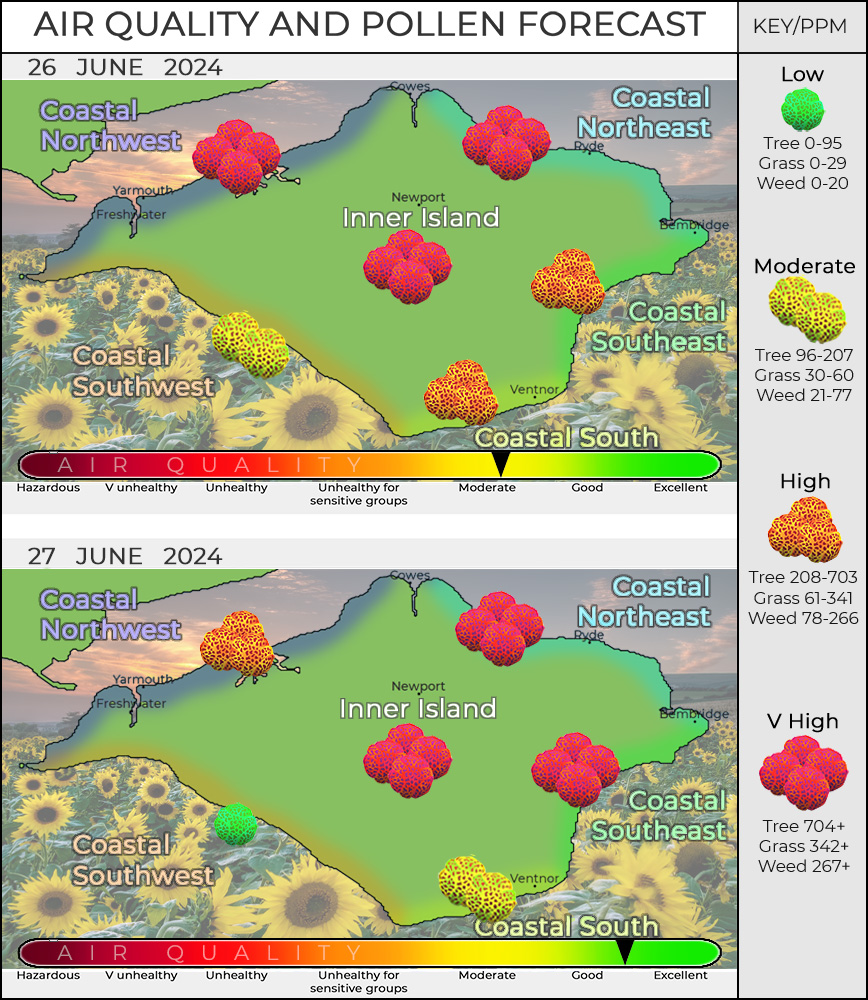 AIR QUALITY AND POLLEN FORECAST
KEY/PPM
26 JUNE 2024
Cowes
Coastal
Northwest
Coastal
Northeast
Ryde
Yarmouth
Freshwater
Newport
Inner Island
Bembridge
Coastal
Southeast
Coastal
Southwest
Ventnor
Coastal South
AIR QUALITY
Hazardous
V unhealthy
Unhealthy
Unhealthy for
sensitive groups
Moderate
Good
Excellent
27 JUNE 2024
Cowes
Coastal
Northwest
Coastal
Northeast
Ryde
Yarmouth
Freshwater
Newport
Inner Island
Bembridge
Coastal
Southeast
Coastal
Southwest
Ventnor
Coastal South
AIR QUALITY
Hazardous
V unhealthy
Unhealthy
Unhealthy for
sensitive groups
Moderate
Good
Excellent
Low
Tree 0-95
Grass 0-29
Weed 0-20
Moderate
Tree 96-207
Grass 30-60
Weed 21-77
High
Tree 208-703
Grass 61-341
Weed 78-266
V High
Tree 704+
Grass 342+
Weed 267+